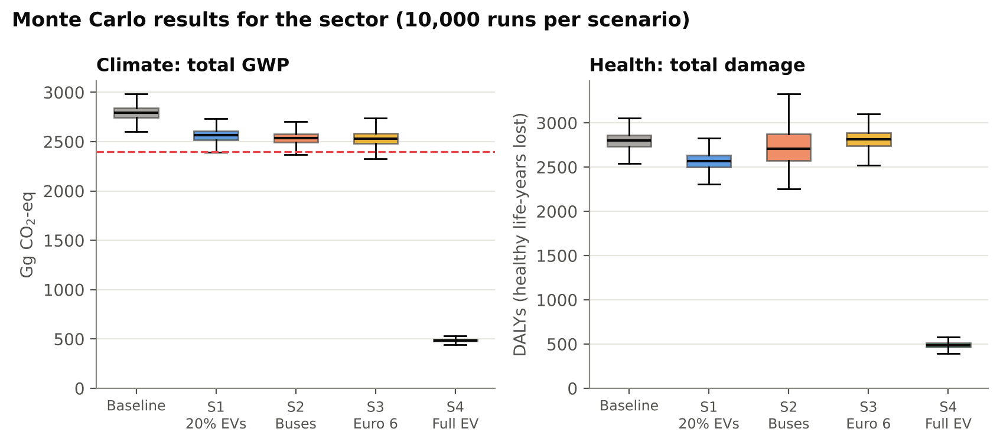 Monte Carlo results for the sector (10,000 runs per scenario)
Climate: total GWP
Gg CO₂-eq
3000
2500
2000
1500
1000
500
0
Baseline
S1
20% EVs
S2
Buses
S3
Euro 6
S4
Full EV
Health: total damage
DALYs (healthy life-years lost)
3000
2500
2000
1500
1000
500
0
Baseline
S1
20% EVs
S2
Buses
S3
Euro 6
S4
Full EV